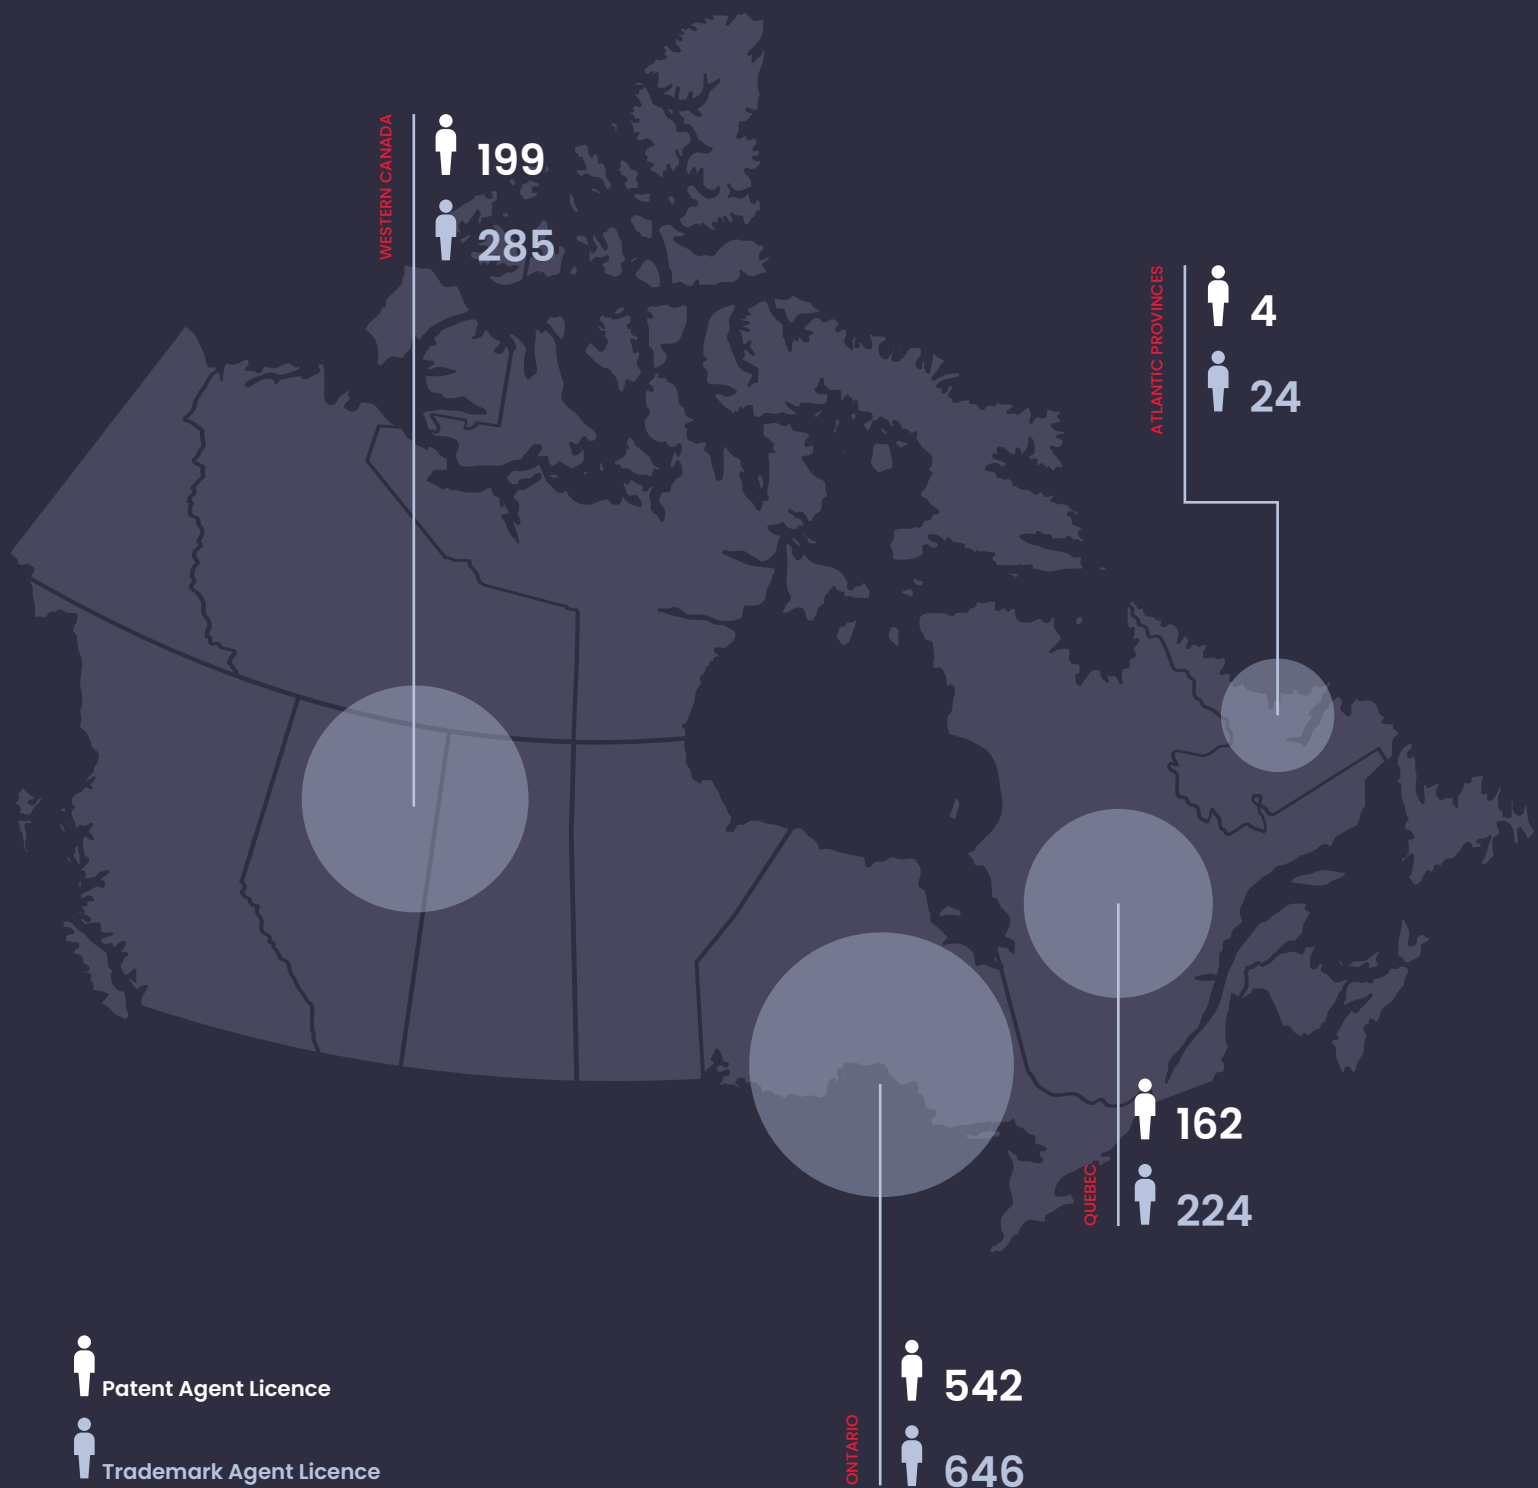 WESTERN CANADA
199
285
ATLANTIC PROVINCES
4
24
QUEBEC
162
224
ONTARIO
542
646
Patent Agent Licence
Trademark Agent Licence